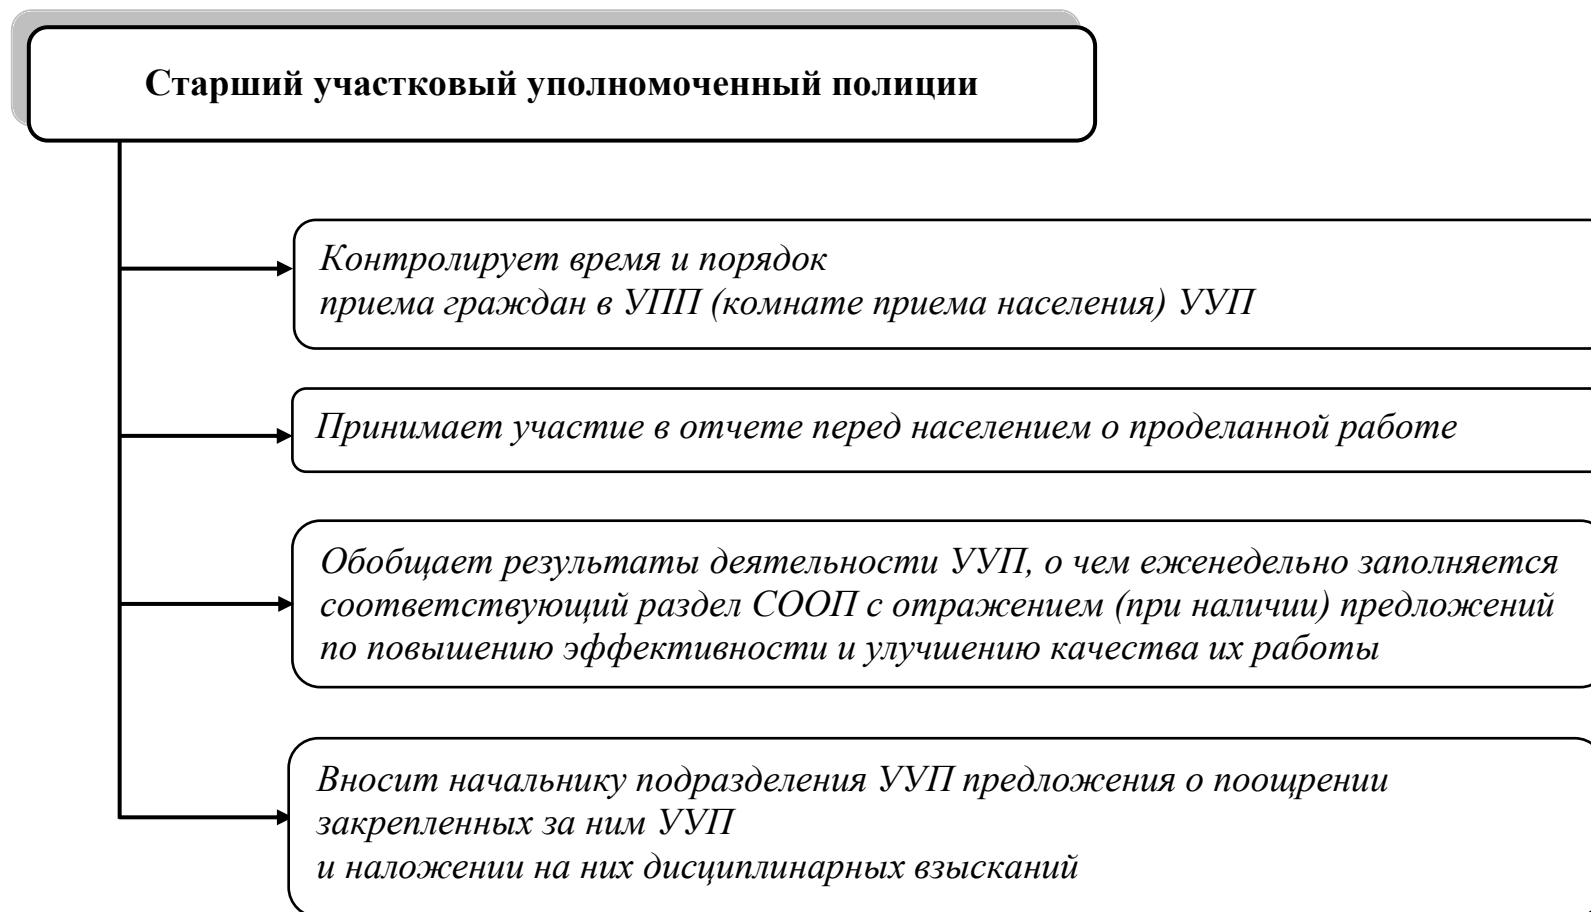 Старший участковый уполномоченный полиции
Контролирует время и порядок
приема граждан в УПП (комнате приема населения) УУП
Принимает участие в отчете перед населением о проделанной работе
Обобщает результаты деятельности УУП, о чем еженедельно заполняется
соответствующий раздел СООП с отражением (при наличии) предложений
по повышению эффективности и улучшению качества их работы
Вносит начальнику подразделения УУП предложения о поощрении
закрепленных за ним УУП
и наложении на них дисциплинарных взысканий